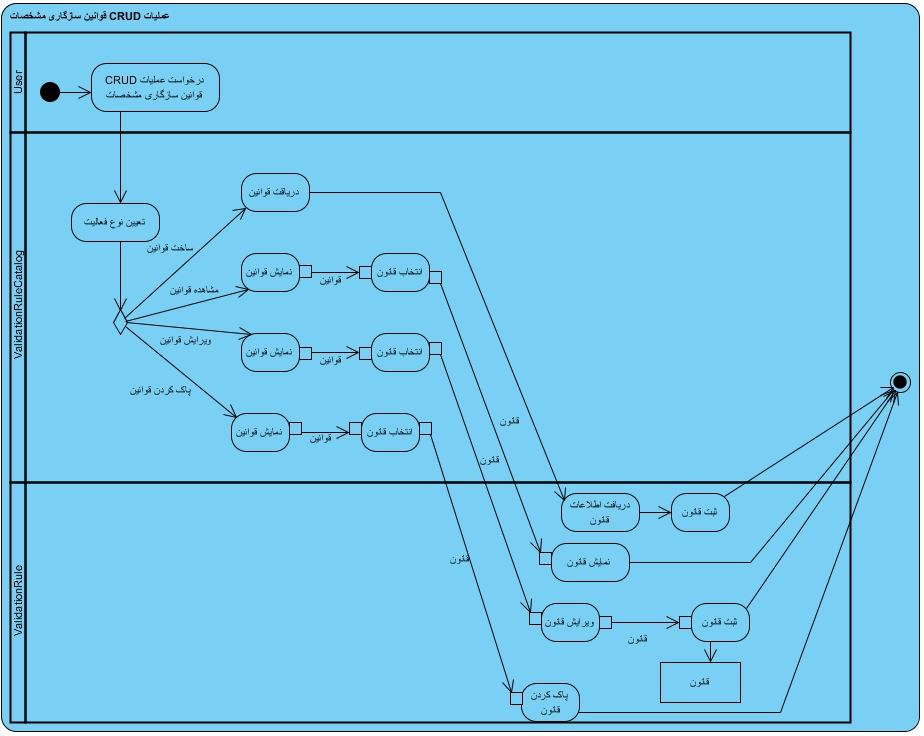 عملیات CRUD قوانین سازگاری مشخصات
User
درخواست عملیات CRUD
قوانین سازگاری مشخصات
ValidationRuleCatalog
تعیین نوع فعالیت
ساخت قوانین
دریافت قوانین
مشاهده قوانین
نمایش قوانین
قوانین
انتخاب قانون
ویرایش قوانین
نمایش قوانین
قوانین
انتخاب قانون
پاک کردن قوانین
نمایش قوانین
قوانین
انتخاب قانون
قانون
قانون
ValidationRule
دریافت اطلاعات
قانون
ثبت قانون
قانون
نمایش قانون
ویرایش قانون
قانون
ثبت قانون
قانون
پاک کردن
قانون